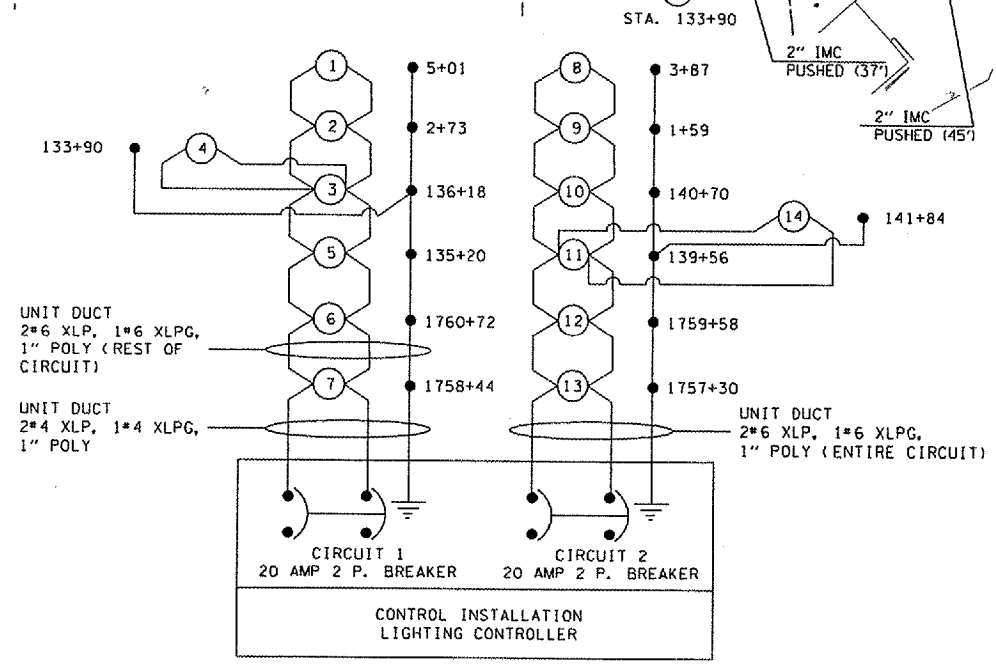 STA. 133+90
2" IMC
PUSHED (37')
2" IMC
PUSHED (45')
1
5+01
2
2+73
133+90
4
3
136+18
5
135+20
6
1760+72
7
1758+44
UNIT DUCT
2#6 XLP, 1#6 XLPG,
1" POLY (REST OF
CIRCUIT)
UNIT DUCT
2#4 XLP, 1#4 XLPG,
1" POLY
8
3+87
9
1+59
10
140+70
14
141+84
11
139+56
12
1759+58
13
1757+30
UNIT DUCT
2#6 XLP, 1#6 XLPG,
1" POLY (ENTIRE CIRCUIT)
CIRCUIT 1
20 AMP 2 P. BREAKER
CIRCUIT 2
20 AMP 2 P. BREAKER
CONTROL INSTALLATION
LIGHTING CONTROLLER